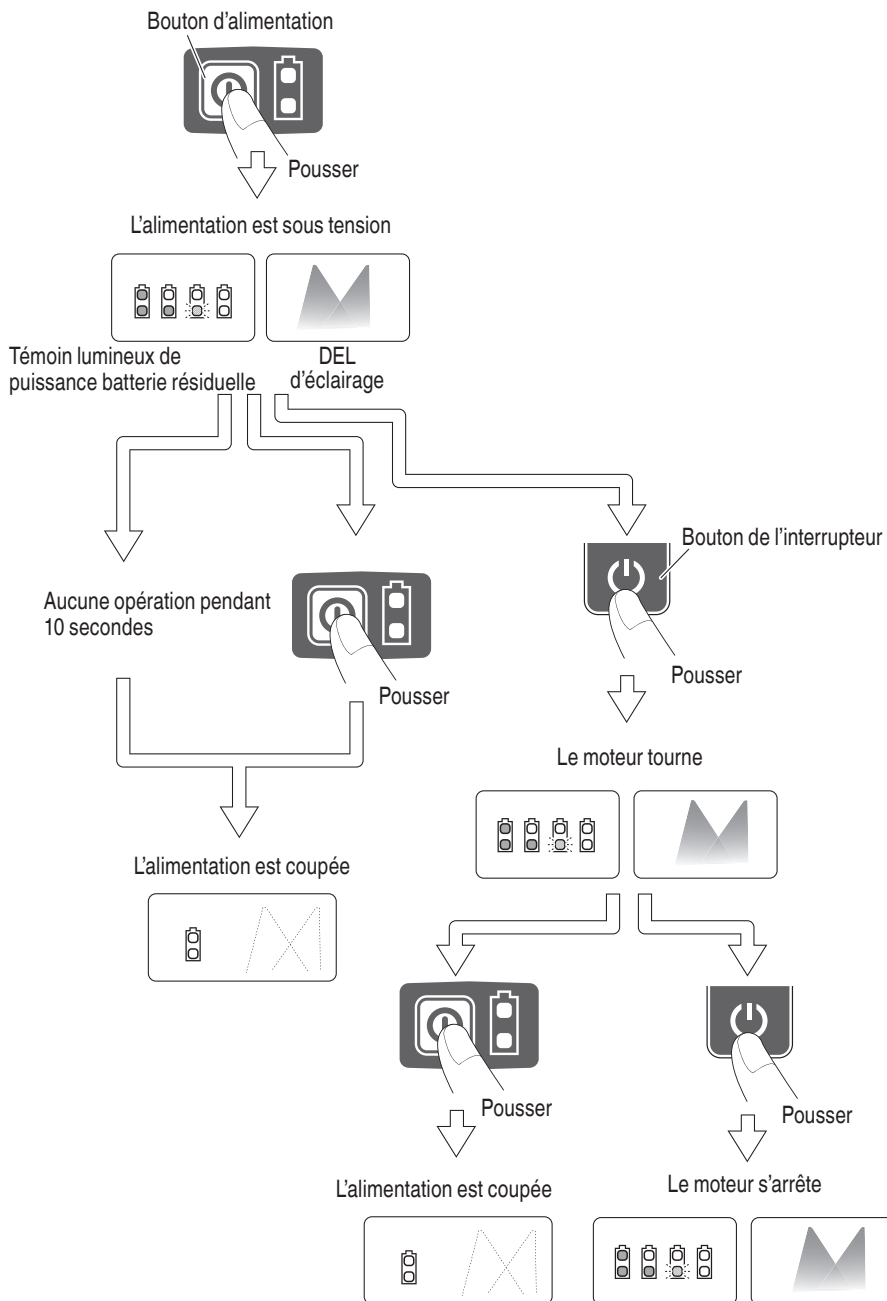 Bouton d'alimentation
Pousser
L'alimentation est sous tension
Témoin lumineux de
puissance batterie résiduelle
DEL
d'éclairage
Bouton de l'interrupteur
Aucune opération pendant
10 secondes
Pousser
Pousser
Le moteur tourne
L'alimentation est coupée
Pousser
Pousser
L'alimentation est coupée
Le moteur s'arrête